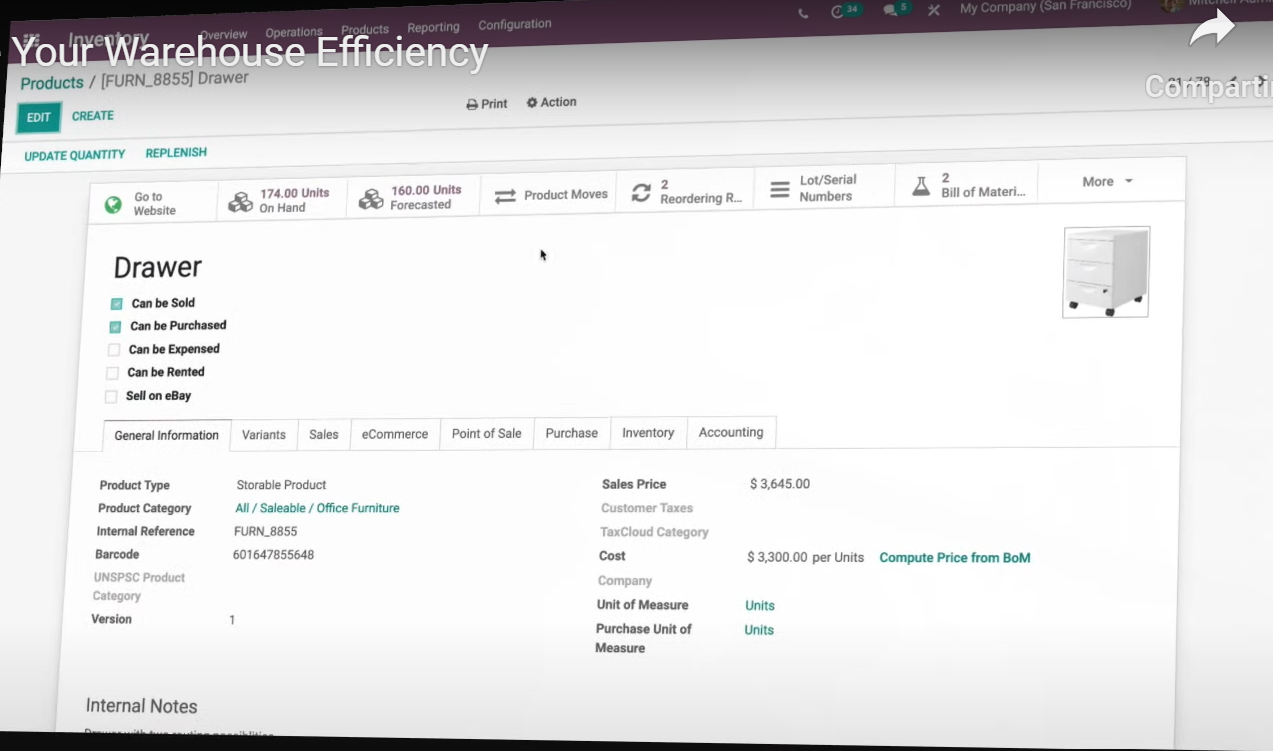 34
5
My Company (San Francisco)
Inventory
Overview
Operations
Products
Reporting
Configuration
Your Warehouse Efficiency
Products / [FURN_8855] Drawer
Compartir
EDIT
CREATE
Print
Action
UPDATE QUANTITY
REPLENISH
Go to
Website
174.00 Units
On Hand
160.00 Units
Forecasted
Product Moves
2
Reordering R...
Lot/Serial
Numbers
2
Bill of Materi...
More
Drawer
Can be Sold
Can be Purchased
Can be Expensed
Can be Rented
Sell on eBay
General Information
Variants
Sales
eCommerce
Point of Sale
Purchase
Inventory
Accounting
Product Type Storable Product
Product Category All / Saleable / Office Furniture
Internal Reference FURN_8855
Barcode 601647855648
UNSPSC Product
Category
Version 1
Sales Price $ 3,645.00
Customer Taxes
TaxCloud Category
Cost $ 3,300.00 per Units Compute Price from BoM
Company
Unit of Measure Units
Purchase Unit of Units
Measure
Internal Notes